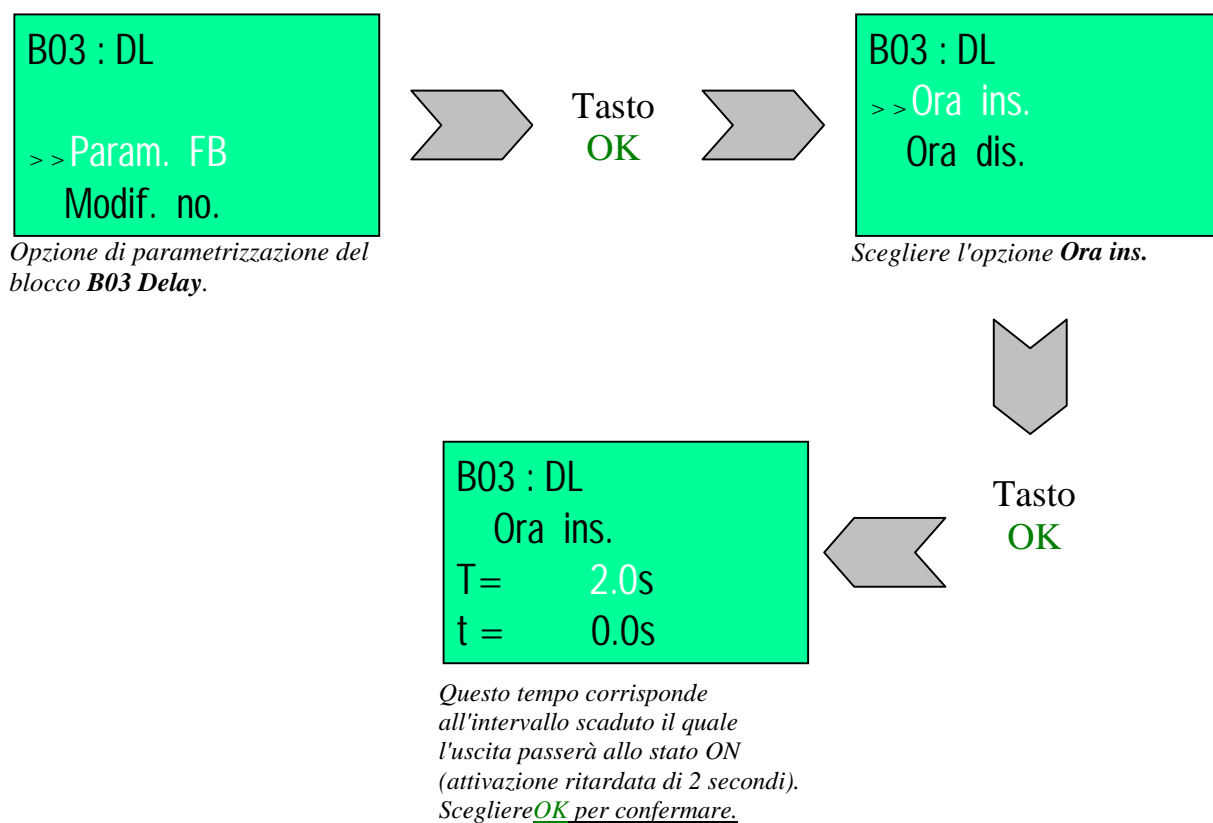 B03 : DL
>>Param. FB
Modif. no.
Opzione di parametrizzazione del
blocco B03 Delay.
Tasto
OK
B03 : DL
>>Ora ins.
Ora dis.
Scegliere l'opzione Ora ins.
Tasto
OK
B03 : DL
Ora ins.
T= 2.0s
t = 0.0s
Questo tempo corrisponde
all'intervallo scaduto il quale
l'uscita passerà allo stato ON
(attivazione ritardata di 2 secondi).
ScegliereOK per confermare.